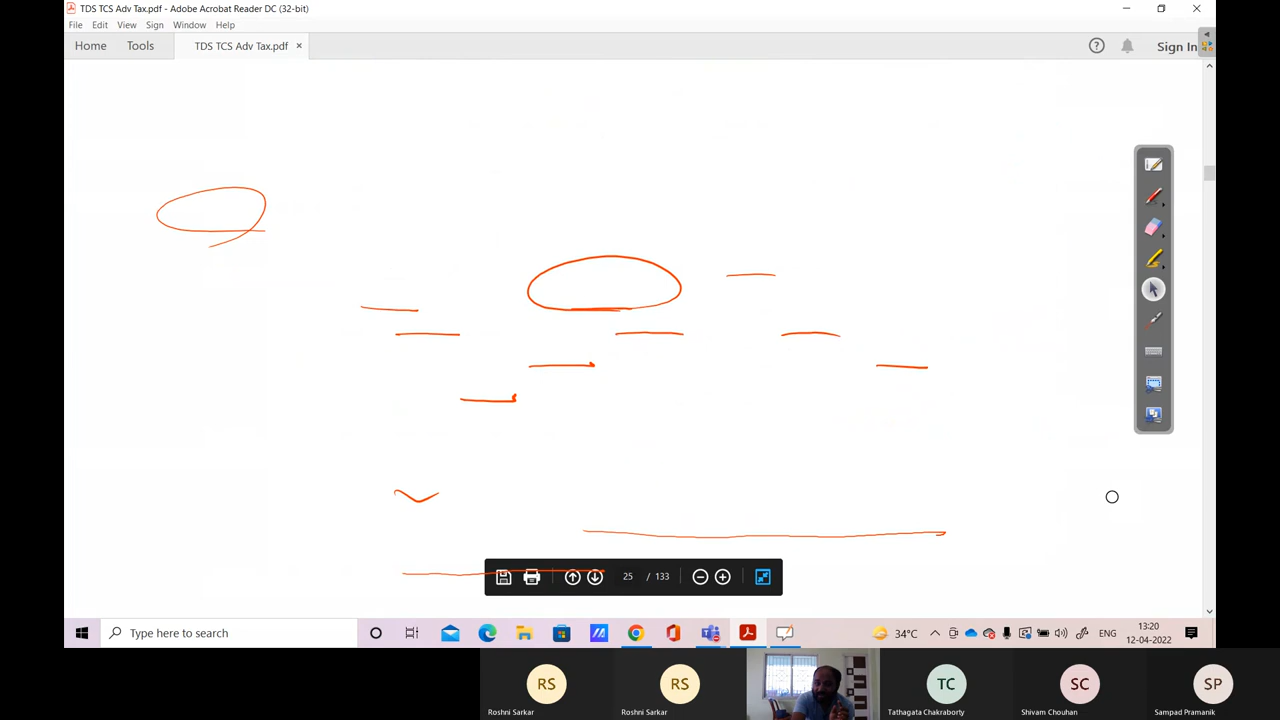 TDS TCS Adv Tax.pdf - Adobe Acrobat Reader DC (32-bit)
File Edit View Sign Window Help
Home Tools TDS TCS Adv Tax.pdf × Sign In
25 / 133
Type here to search
34°C ENG 13:20
12-04-2022
RS RS TC SC SP
Roshni Sarkar Roshni Sarkar Tathagata Chakraborty Shivam Chouhan Sampad Pramanik